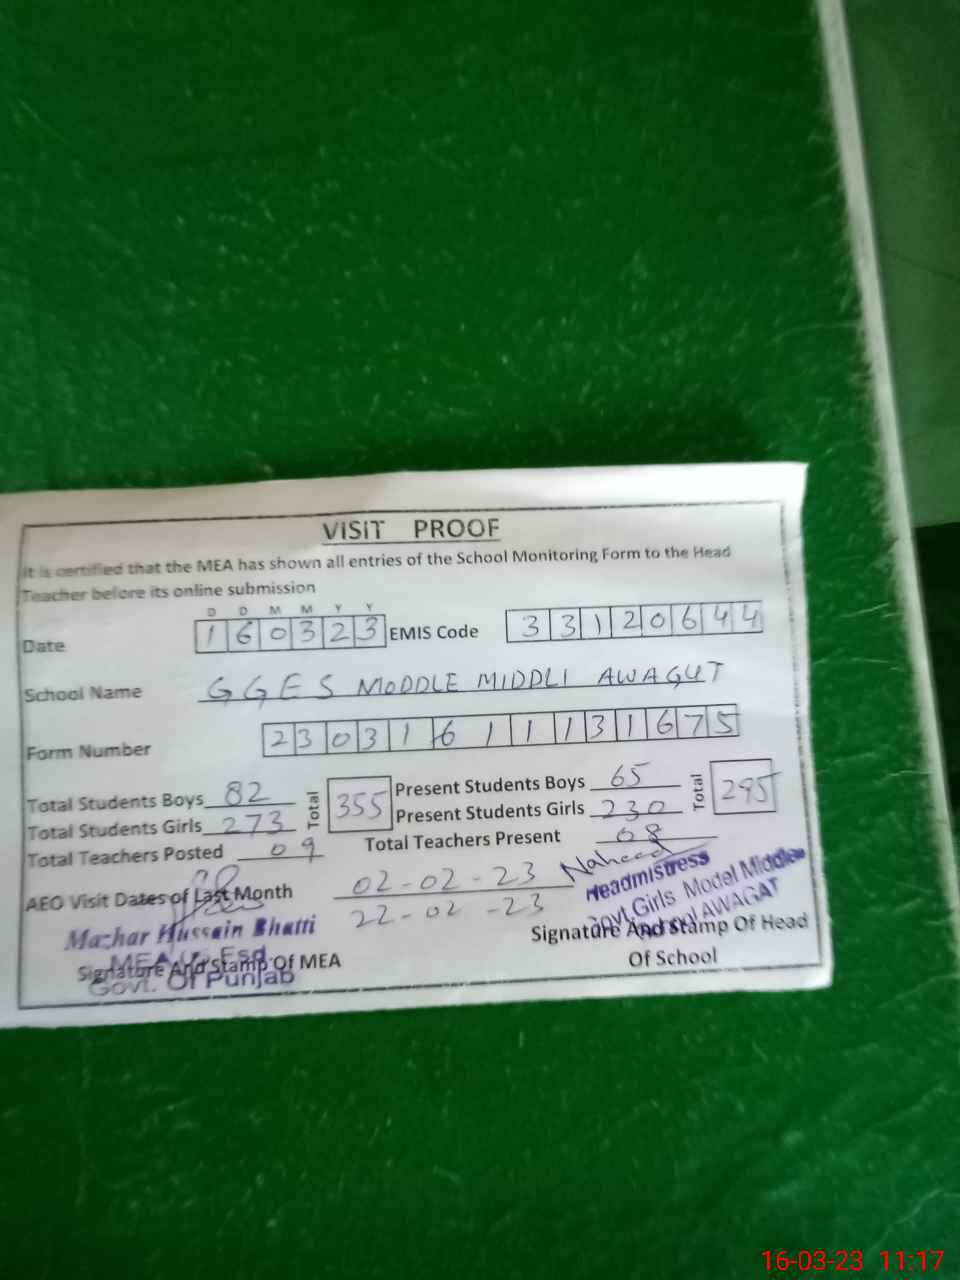 VISIT PROOF
It is certified that the MEA has shown all entries of the School Monitoring Form to the Head
Teacher before its online submission
D D M M Y Y
Date 1 6 0 3 2 3 EMIS Code 3 3 1 2 0 6 4 4
School Name GGES MODDLE MIDDLI AWAGUT
Form Number 2 3 0 3 1 6 1 1 1 3 1 6 7 5
Total Students Boys 82 Total 355 Present Students Boys 65 Total 295
Total Students Girls 273 Present Students Girls 230
Total Teachers Posted 09 Total Teachers Present 08
AEO Visit Dates of Last Month 02-02-23
22-02-23
Naheed
Headmistress
Govt. Girls Model Middle
School AWAGAT
Mazhar Hussain Bhatti
MEA
Govt. Of Punjab
Signature And Stamp Of MEA
Signature And Stamp Of Head
Of School
16-03-23 11:17